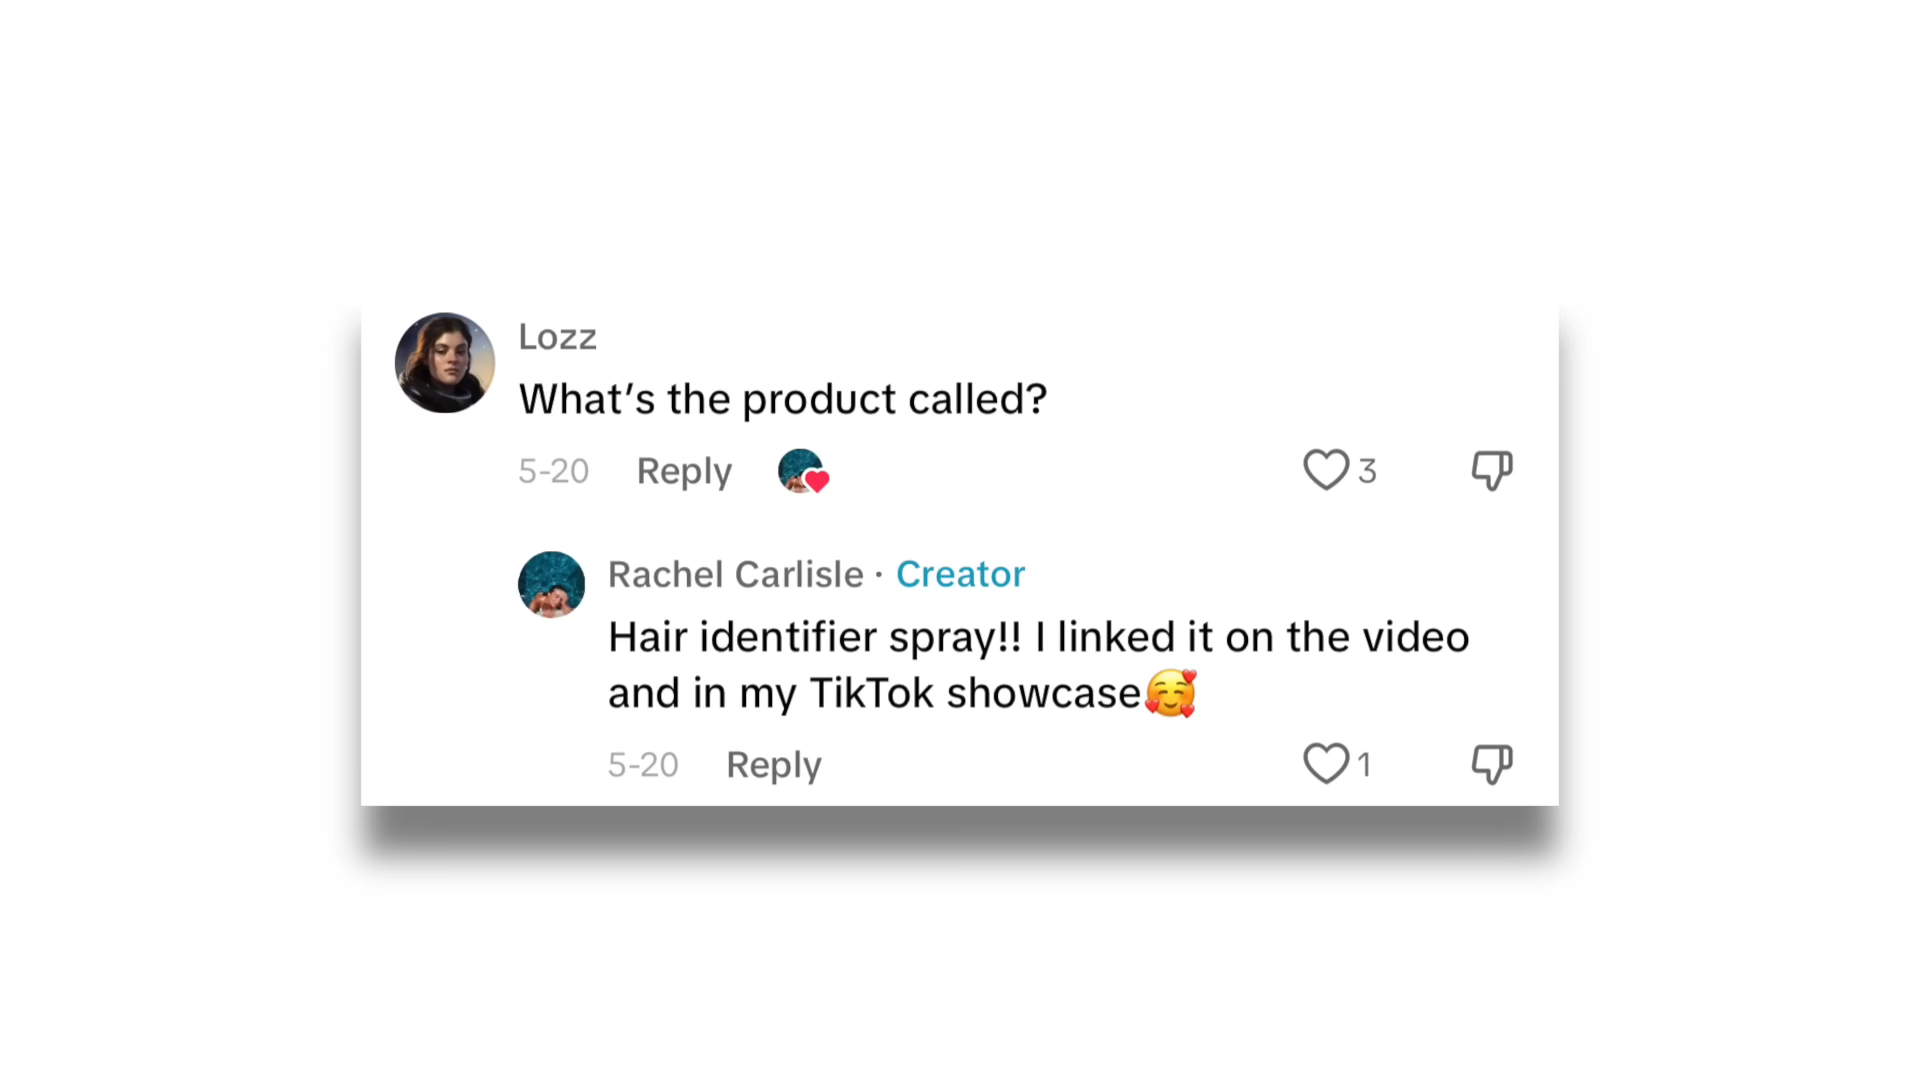 Lozz
What’s the product called?
5-20 Reply 3
Rachel Carlisle · Creator
Hair identifier spray!! I linked it on the video
and in my TikTok showcase🥰
5-20 Reply 1